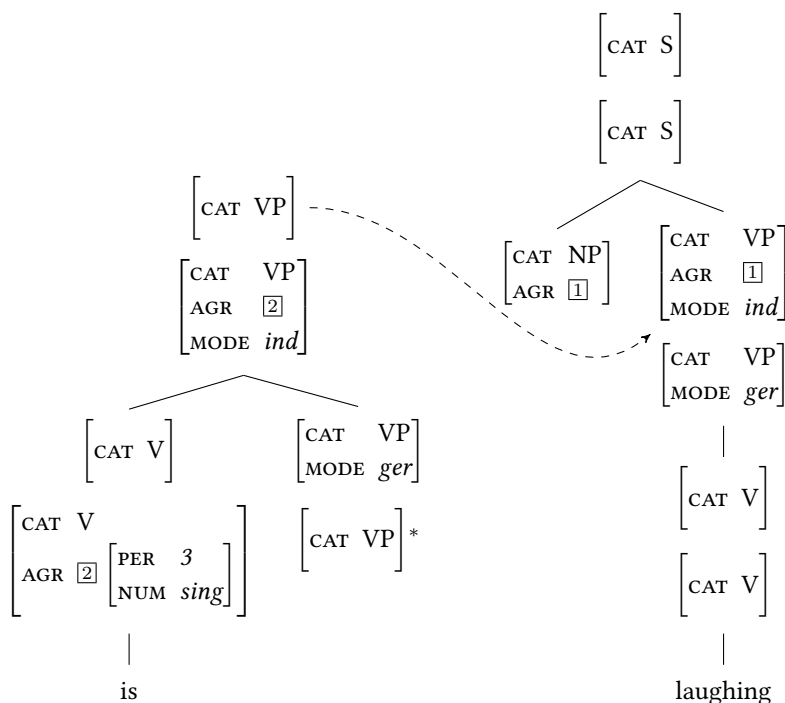 [CAT S]
[CAT S]
[CAT VP]
[CAT NP
AGR 1]
[CAT VP
AGR 1
MODE ind]
[CAT VP
AGR 2
MODE ind]
[CAT VP
MODE ger]
[CAT V]
[CAT VP
MODE ger]
[CAT V]
[CAT V
AGR 2 [PER 3
NUM sing]]
[CAT VP]*
[CAT V]
is
laughing